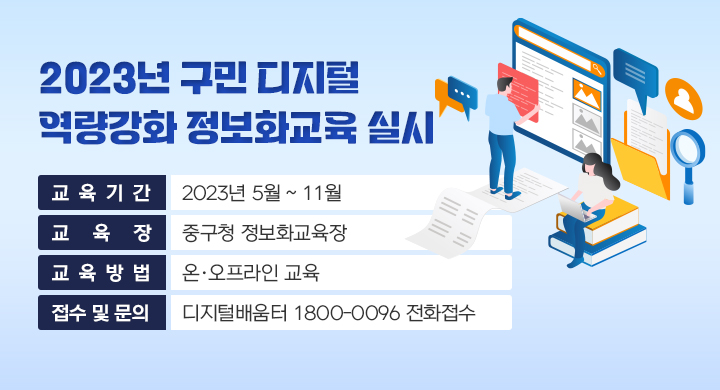 2023년 구민 디지털
역량강화 정보화교육 실시
교 육 기 간 2023년 5월 ~ 11월
교 육 장 중구청 정보화교육장
교 육 방 법 온·오프라인 교육
접수 및 문의 디지털배움터 1800-0096 전화접수